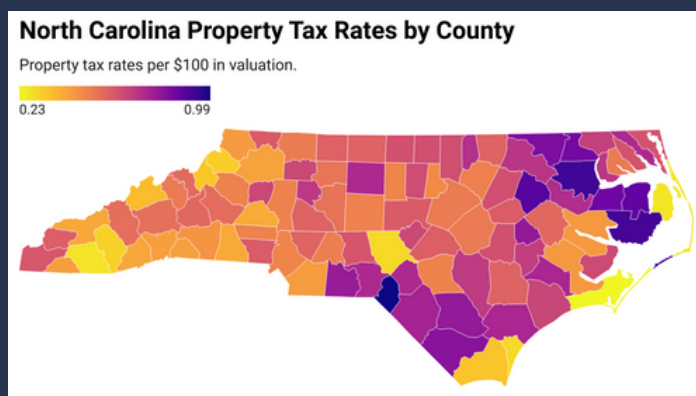 North Carolina Property Tax Rates by County
Property tax rates per $100 in valuation.
0.23 0.99